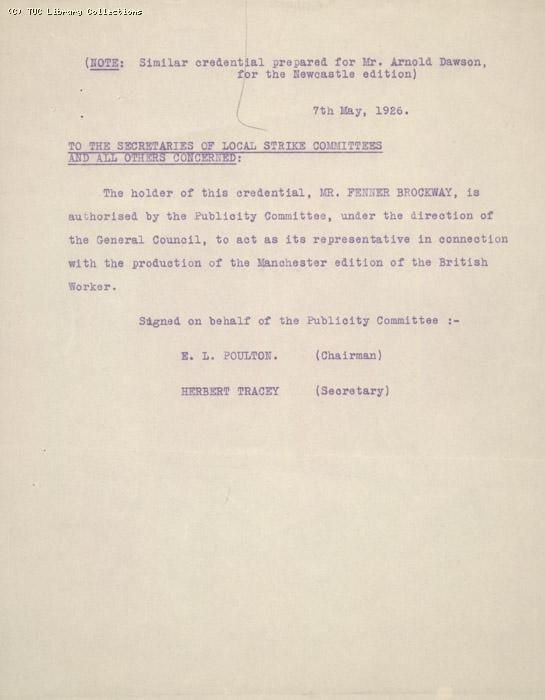 (C) TUC Library Collections
(NOTE: Similar credential prepared for Mr. Arnold Dawson,
for the Newcastle edition)
7th May, 1926.
TO THE SECRETARIES OF LOCAL STRIKE COMMITTEES
AND ALL OTHERS CONCERNED:
The holder of this credential, MR. FENNER BROCKWAY, is
authorised by the Publicity Committee, under the direction of
the General Council, to act as its representative in connection
with the production of the Manchester edition of the British
Worker.
Signed on behalf of the Publicity Committee :-
E. L. POULTON. (Chairman)
HERBERT TRACEY (Secretary)